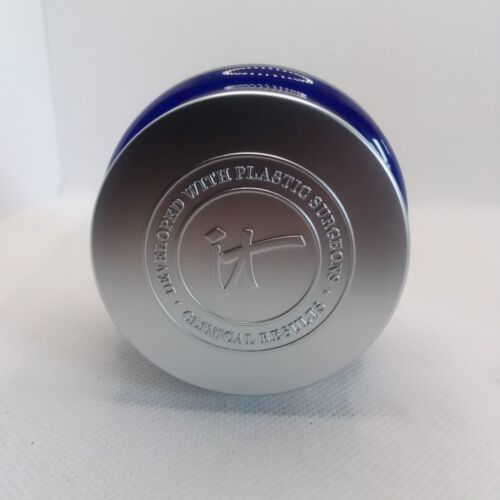 DEVELOPED WITH PLASTIC SURGEONS
• CLINICAL RESULTS •
it